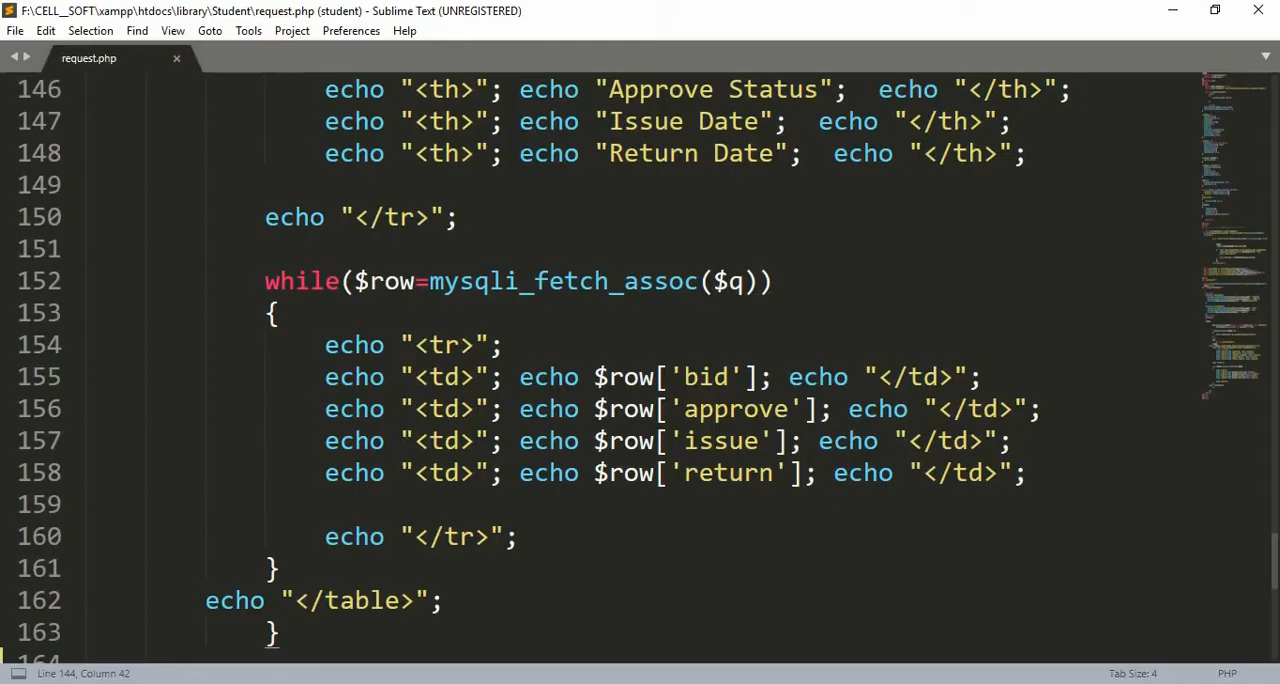 F:\CELL__SOFT\xampp\htdocs\library\Student\request.php (student) - Sublime Text (UNREGISTERED)
File Edit Selection Find View Goto Tools Project Preferences Help
request.php
146 echo "<th>"; echo "Approve Status";  echo "</th>";
147 echo "<th>"; echo "Issue Date";  echo "</th>";
148 echo "<th>"; echo "Return Date";  echo "</th>";
149
150 echo "</tr>";
151
152 while($row=mysqli_fetch_assoc($q))
153 {
154 echo "<tr>";
155 echo "<td>"; echo $row['bid']; echo "</td>";
156 echo "<td>"; echo $row['approve']; echo "</td>";
157 echo "<td>"; echo $row['issue']; echo "</td>";
158 echo "<td>"; echo $row['return']; echo "</td>";
159
160 echo "</tr>";
161 }
162 echo "</table>";
163 }
164
Line 144, Column 42 Tab Size: 4 PHP